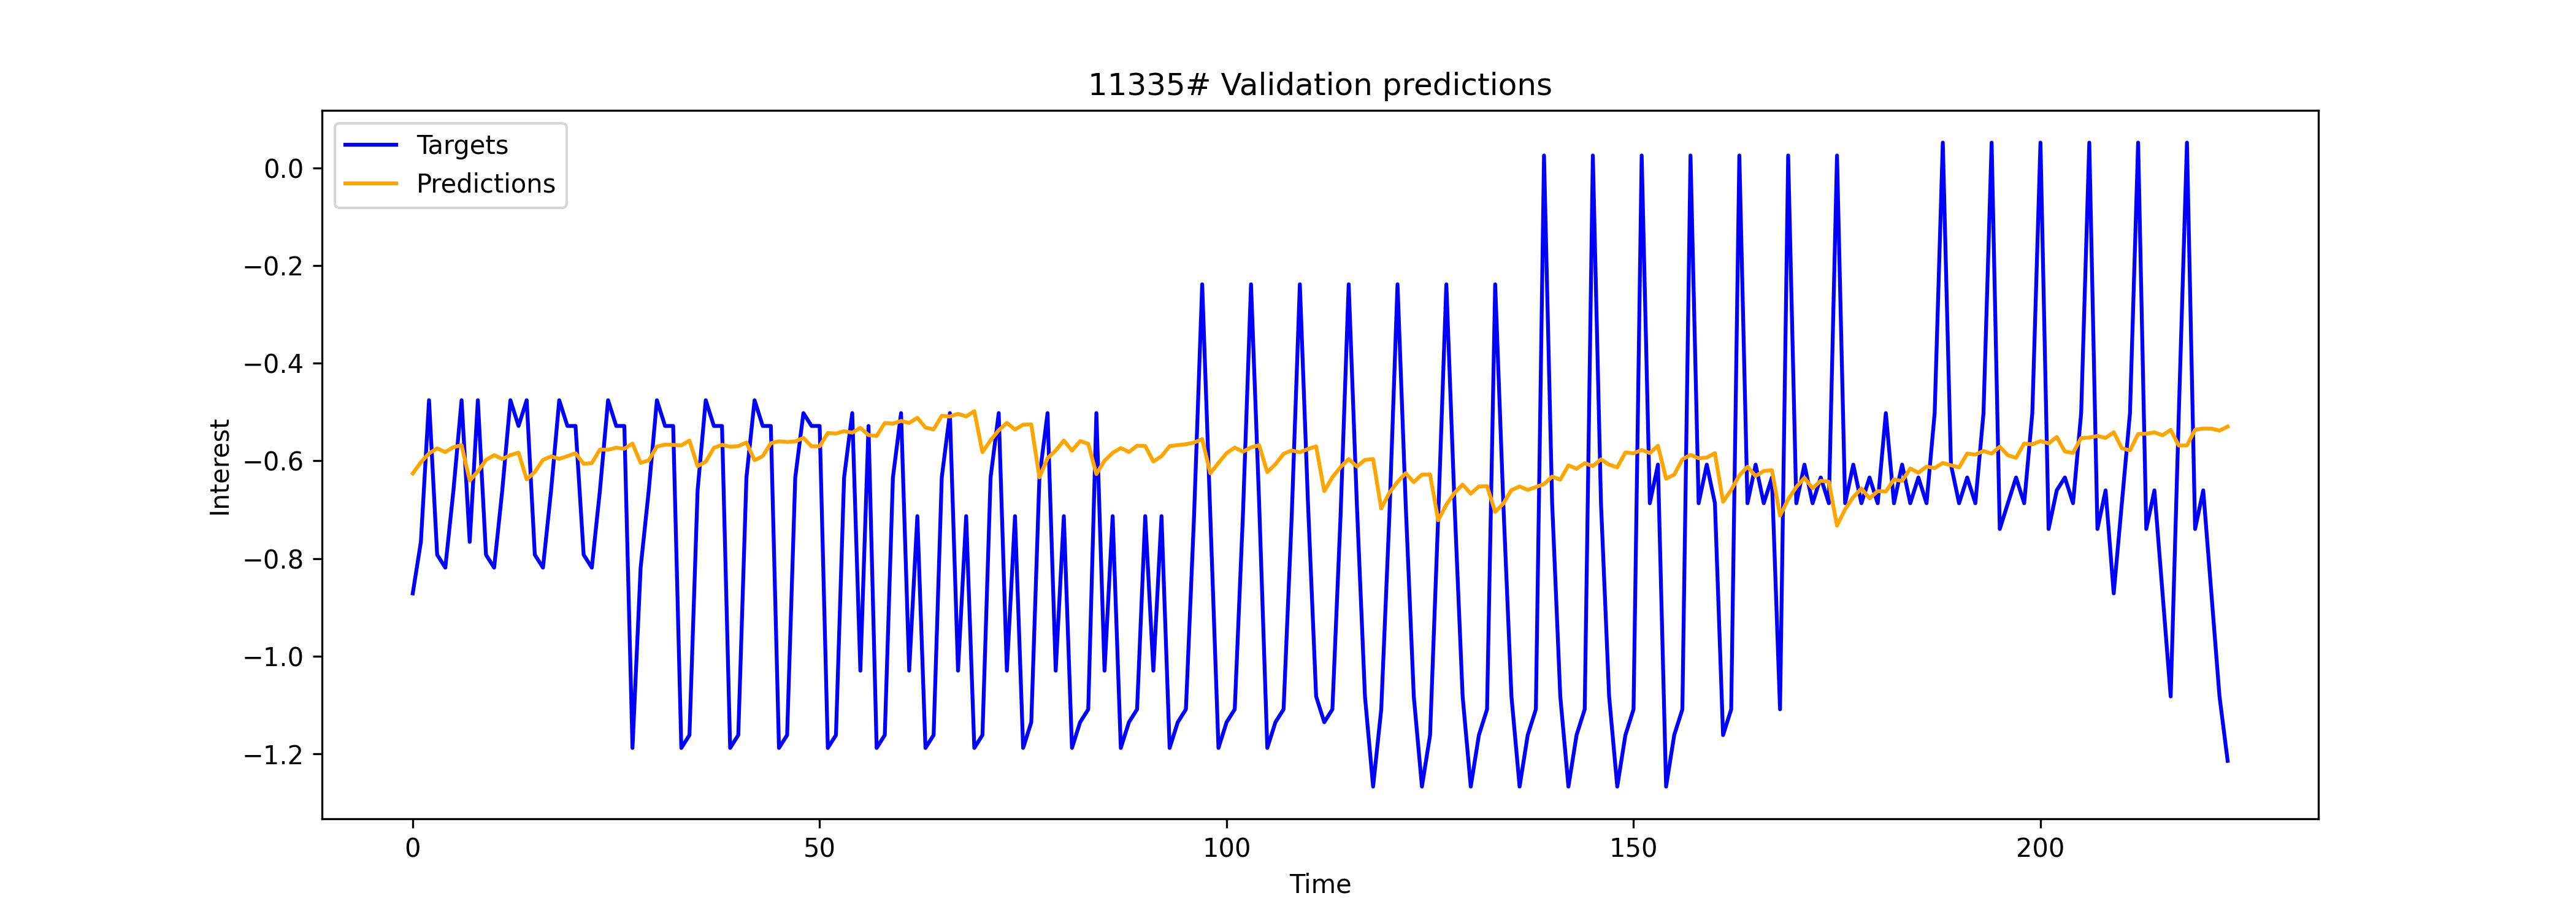 11335# Validation predictions
Targets
Predictions
0.0
−0.2
−0.4
−0.6
−0.8
−1.0
−1.2
Interest
0 50 100 150 200
Time